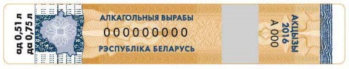 ад 0,51 л
да 0,75 л
АЛКАГОЛЬНЫЯ ВЫРАБЫ
000000000
РЭСПУБЛІКА БЕЛАРУСЬ
АКЦЫЗЫ
2016
А 000